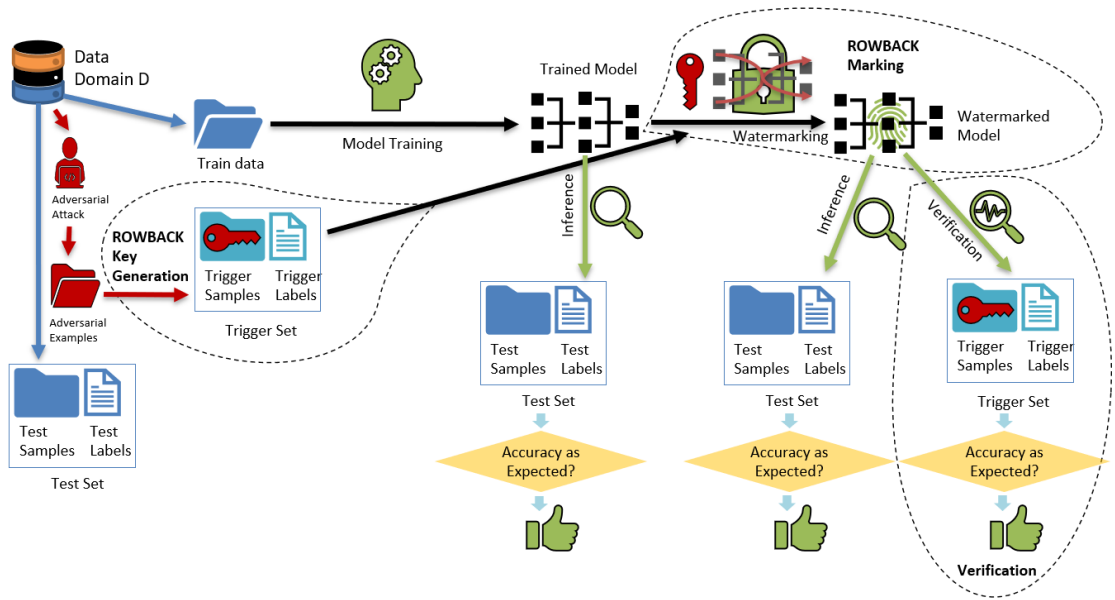 Data
Domain D
Train data
Model Training
Trained Model
ROWBACK
Marking
Watermarking
Watermarked
Model
Adversarial
Attack
Adversarial
Examples
ROWBACK
Key
Generation
Trigger
Samples
Trigger
Labels
Trigger Set
Inference
Inference
Verification
Test
Samples
Test
Labels
Test Set
Test
Samples
Test
Labels
Test Set
Test
Samples
Test
Labels
Test Set
Trigger
Samples
Trigger
Labels
Trigger Set
Accuracy as
Expected?
Accuracy as
Expected?
Accuracy as
Expected?
Verification